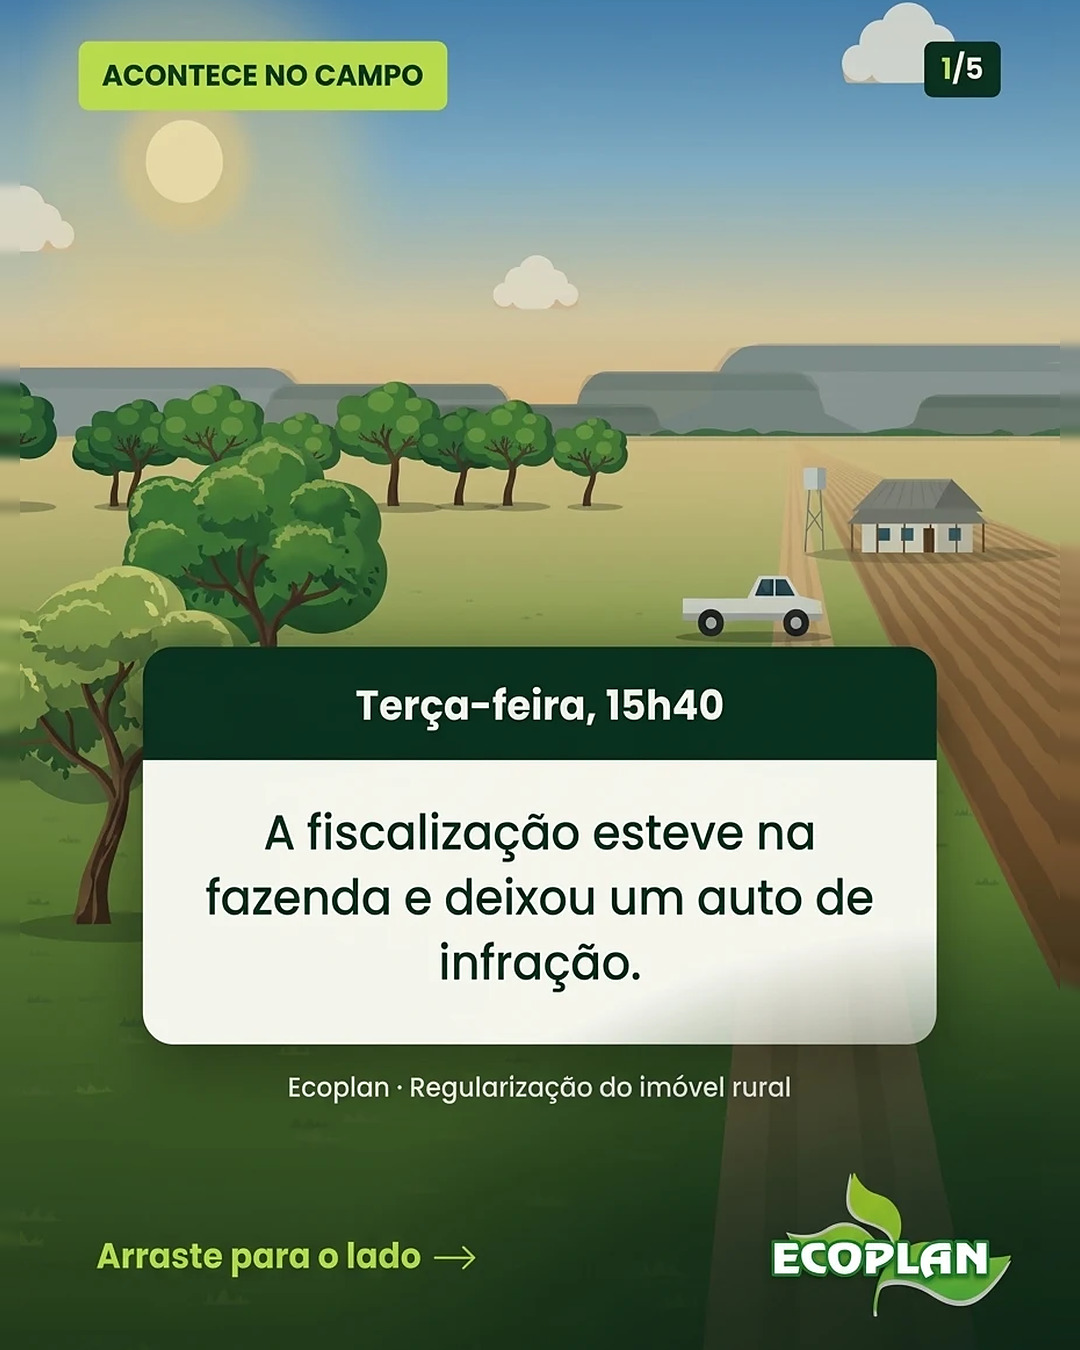 ACONTECE NO CAMPO
1/5
Terça-feira, 15h40
A fiscalização esteve na
fazenda e deixou um auto de
infração.
Ecoplan · Regularização do imóvel rural
Arraste para o lado →
ECOPLAN